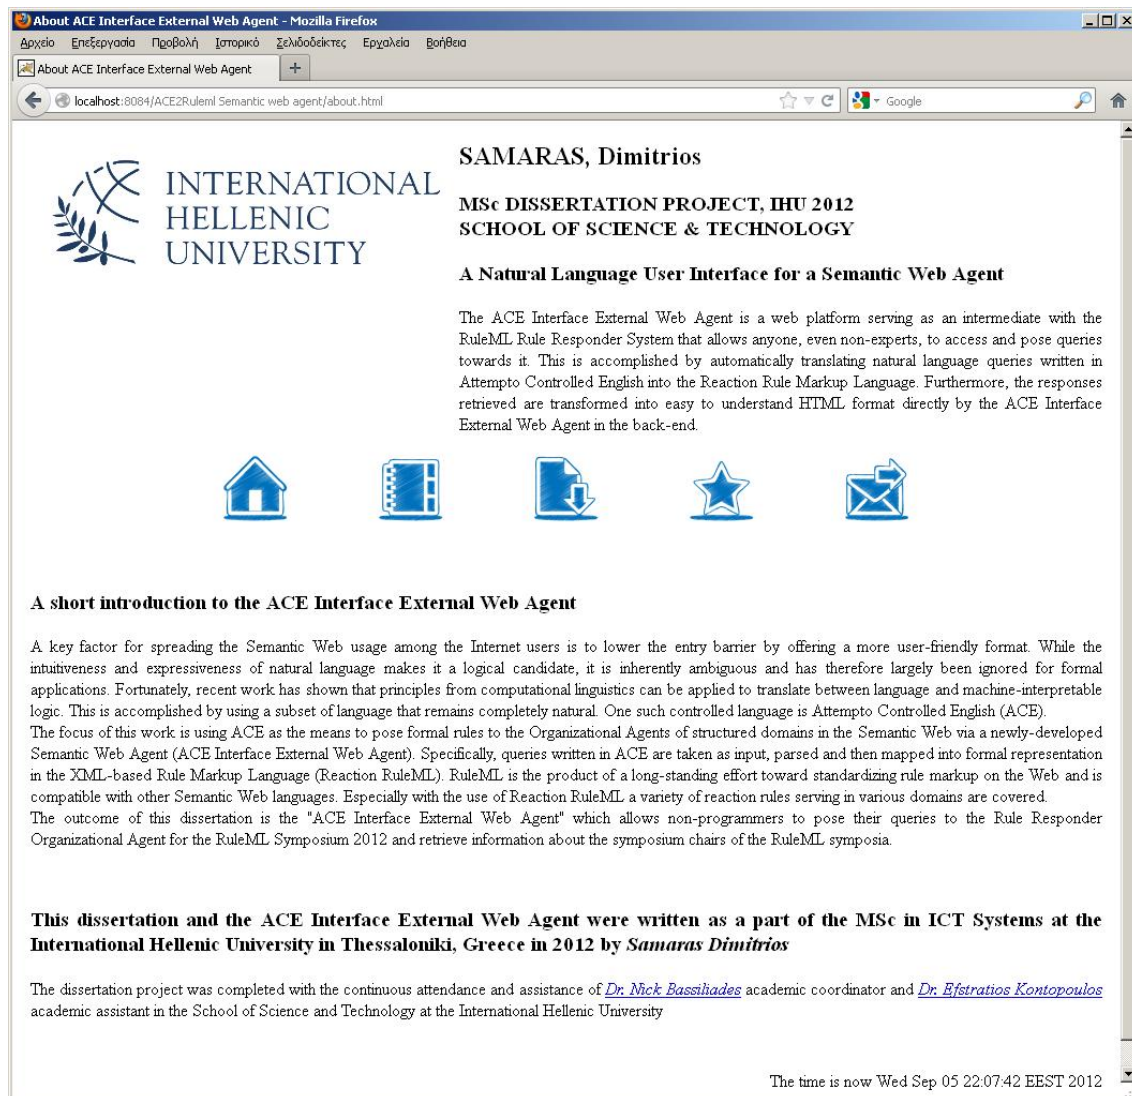 About ACE Interface External Web Agent - Mozilla Firefox
Αρχείο Επεξεργασία Προβολή Ιστορικό Σελιδοδείκτες Εργαλεία Βοήθεια
About ACE Interface External Web Agent
localhost:8084/ACE2Ruleml Semantic web agent/about.html
Google
INTERNATIONAL
HELLENIC
UNIVERSITY
SAMARAS, Dimitrios
MSc DISSERTATION PROJECT, IHU 2012
SCHOOL OF SCIENCE & TECHNOLOGY
A Natural Language User Interface for a Semantic Web Agent
The ACE Interface External Web Agent is a web platform serving as an intermediate with the
RuleML Rule Responder System that allows anyone, even non-experts, to access and pose queries
towards it. This is accomplished by automatically translating natural language queries written in
Attempto Controlled English into the Reaction Rule Markup Language. Furthermore, the responses
retrieved are transformed into easy to understand HTML format directly by the ACE Interface
External Web Agent in the back-end.
A short introduction to the ACE Interface External Web Agent
A key factor for spreading the Semantic Web usage among the Internet users is to lower the entry barrier by offering a more user-friendly format. While the
intuitiveness and expressiveness of natural language makes it a logical candidate, it is inherently ambiguous and has therefore largely been ignored for formal
applications. Fortunately, recent work has shown that principles from computational linguistics can be applied to translate between language and machine-interpretable
logic. This is accomplished by using a subset of language that remains completely natural. One such controlled language is Attempto Controlled English (ACE).
The focus of this work is using ACE as the means to pose formal rules to the Organizational Agents of structured domains in the Semantic Web via a newly-developed
Semantic Web Agent (ACE Interface External Web Agent). Specifically, queries written in ACE are taken as input, parsed and then mapped into formal representation
in the XML-based Rule Markup Language (Reaction RuleML). RuleML is the product of a long-standing effort toward standardizing rule markup on the Web and is
compatible with other Semantic Web languages. Especially with the use of Reaction RuleML a variety of reaction rules serving in various domains are covered.
The outcome of this dissertation is the "ACE Interface External Web Agent" which allows non-programmers to pose their queries to the Rule Responder
Organizational Agent for the RuleML Symposium 2012 and retrieve information about the symposium chairs of the RuleML symposia.
This dissertation and the ACE Interface External Web Agent were written as a part of the MSc in ICT Systems at the
International Hellenic University in Thessaloniki, Greece in 2012 by Samaras Dimitrios
The dissertation project was completed with the continuous attendance and assistance of Dr. Nick Bassiliades academic coordinator and Dr. Efstratios Kontopoulos
academic assistant in the School of Science and Technology at the International Hellenic University
The time is now Wed Sep 05 22:07:42 EEST 2012